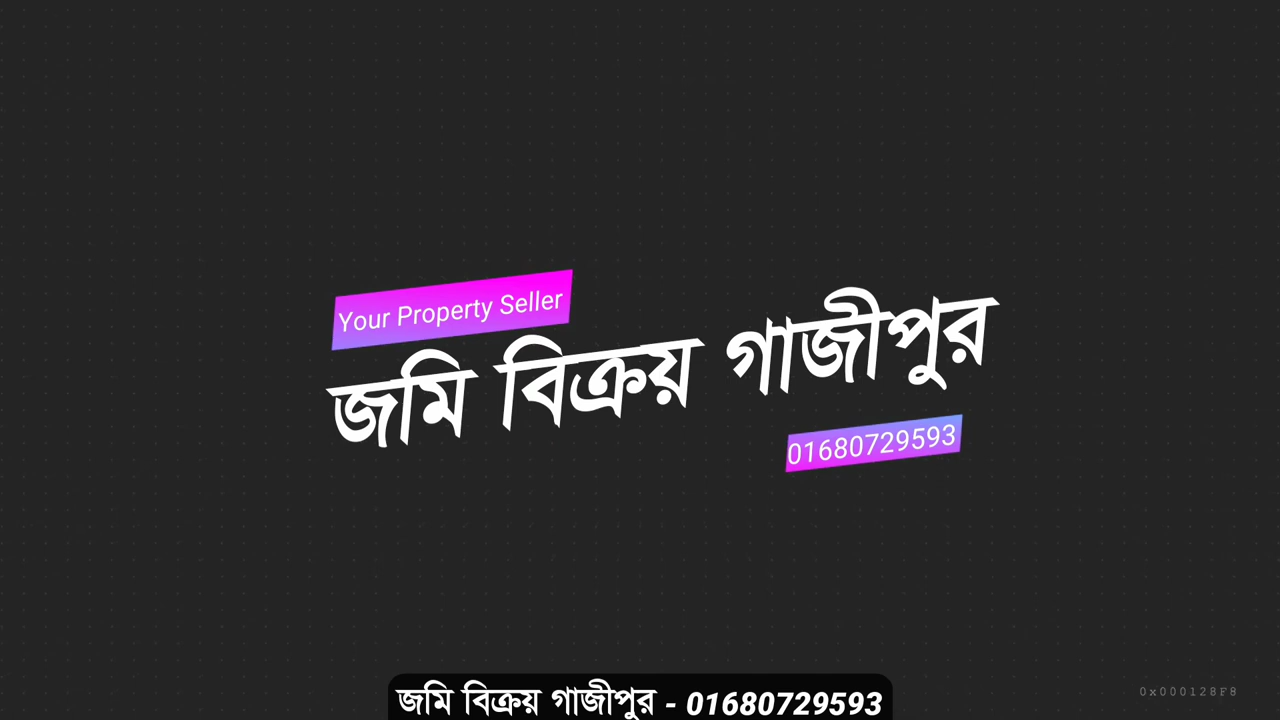 Your Property Seller
জমি বিক্রয় গাজীপুর
01680729593
জমি বিক্রয় গাজীপুর - 01680729593
0x000128F8